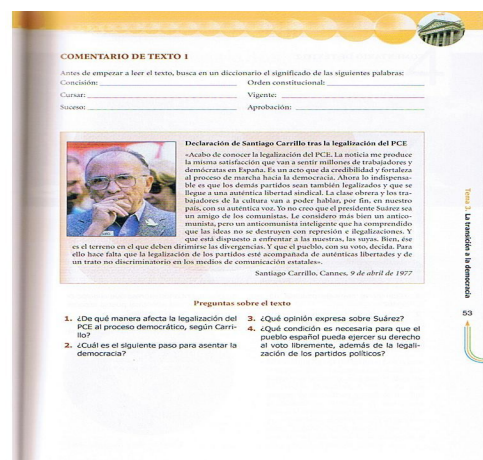 COMENTARIO DE TEXTO 1
Antes de empezar a leer el texto, busca en un diccionario el significado de las siguientes palabras:
Concisión: Orden constitucional:
Cursar: Vigente:
Suceso: Aprobación:
Declaración de Santiago Carrillo tras la legalización del PCE
«Acabo de conocer la legalización del PCE. La noticia me produce
la misma satisfacción que van a sentir millones de trabajadores y
demócratas en España. Es un acto que da credibilidad y fortaleza
al proceso de marcha hacia la democracia. Ahora lo indispensa-
ble es que los demás partidos sean también legalizados y que se
llegue a una auténtica libertad sindical. La clase obrera y los tra-
bajadores de la cultura van a poder hablar, por fin, en nuestro
país, con su auténtica voz. Yo no creo que el presidente Suárez sea
un amigo de los comunistas. Le considero más bien un antico-
munista, pero un anticomunista inteligente que ha comprendido
que las ideas no se destruyen con represión e ilegalizaciones. Y
que está dispuesto a enfrentar a las nuestras, las suyas. Bien, ése
es el terreno en el que deben dirimirse las divergencias. Y que el pueblo, con su voto, decida. Para
ello hace falta que la legalización de los partidos esté acompañada de auténticas libertades y de
un trato no discriminatorio en los medios de comunicación estatales».
Santiago Carrillo. Cannes, 9 de abril de 1977
Preguntas sobre el texto
1. ¿De qué manera afecta la legalización del
PCE al proceso democrático, según Carri-
llo?
2. ¿Cuál es el siguiente paso para asentar la
democracia?
3. ¿Qué opinión expresa sobre Suárez?
4. ¿Qué condición es necesaria para que el
pueblo español pueda ejercer su derecho
al voto libremente, además de la legali-
zación de los partidos políticos?
Tema 3. La transición a la democracia
53